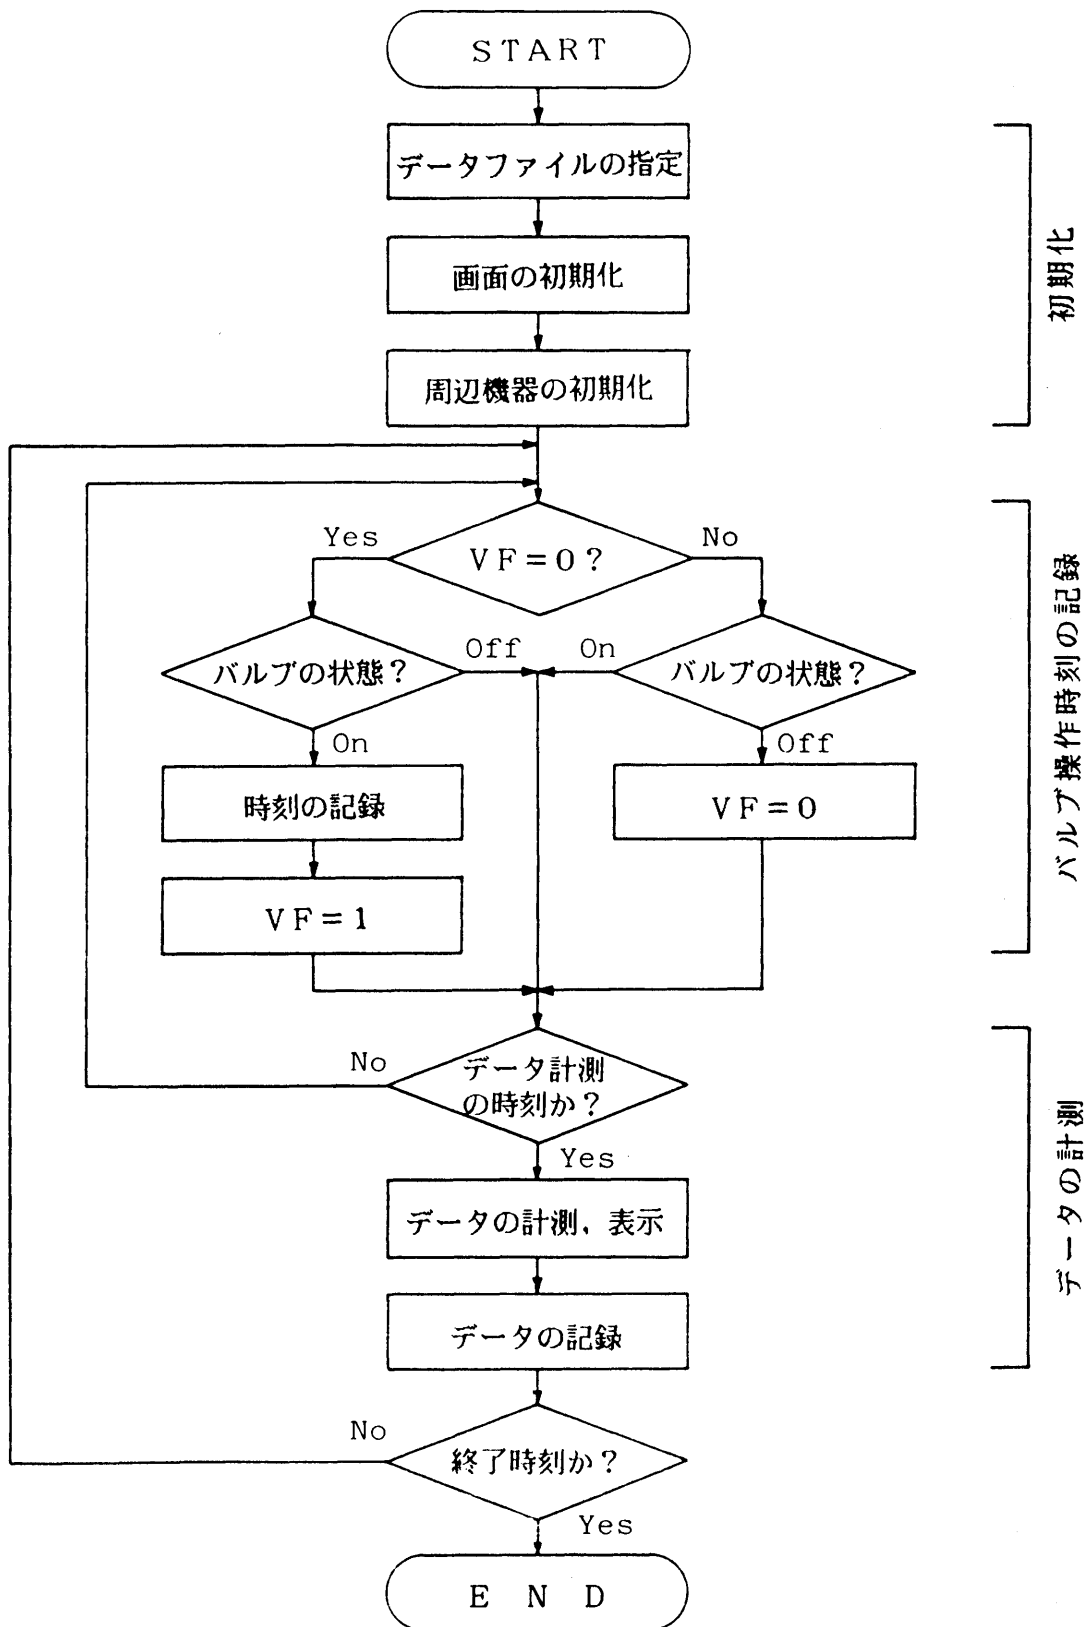 START
データファイルの指定
画面の初期化
周辺機器の初期化
初期化
VF=0?
Yes
No
バルブの状態?
Off
On
バルブの状態?
On
Off
時刻の記録
VF=0
VF=1
バルブ操作時刻の記録
データ計測
の時刻か?
No
Yes
データの計測，表示
データの記録
データの計測
終了時刻か?
No
Yes
END